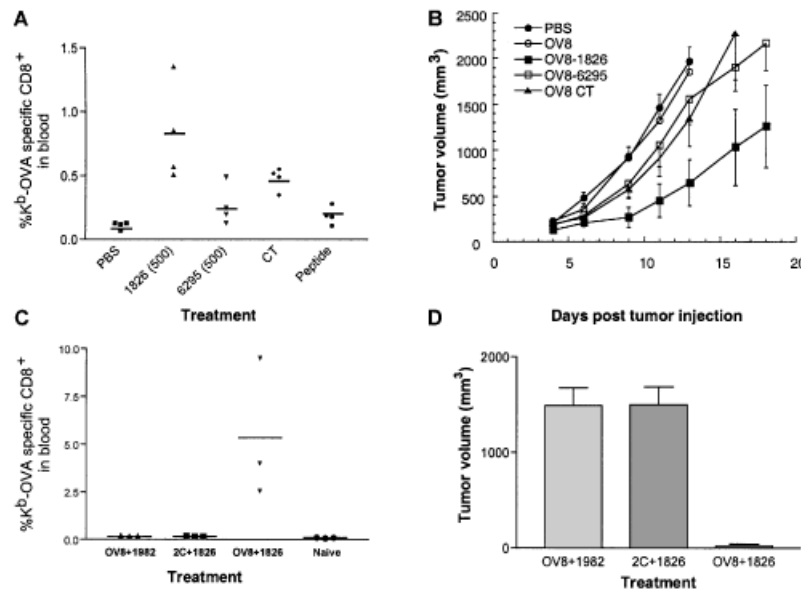 A
%K^b-OVA specific CD8^+
in blood
1.5
1.0
0.5
0.0
PBS
1826 (500)
6295 (500)
CT
Peptide
Treatment
B
Tumor volume (mm^3)
2500
2000
1500
1000
500
0
PBS
OV8
OV8-1826
OV8-6295
OV8 CT
0
5
10
15
20
Days post tumor injection
C
%K^b-OVA specific CD8^+
in blood
10.0
7.5
5.0
2.5
0.0
OV8+1982
2C+1826
OV8+1826
Naive
Treatment
D
Tumor volume (mm^3)
2000
1000
0
OV8+1982
2C+1826
OV8+1826
Treatment